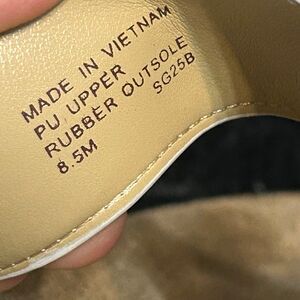 MADE IN VIETNAM
PU UPPER
RUBBER OUTSOLE
8.5M SG25B